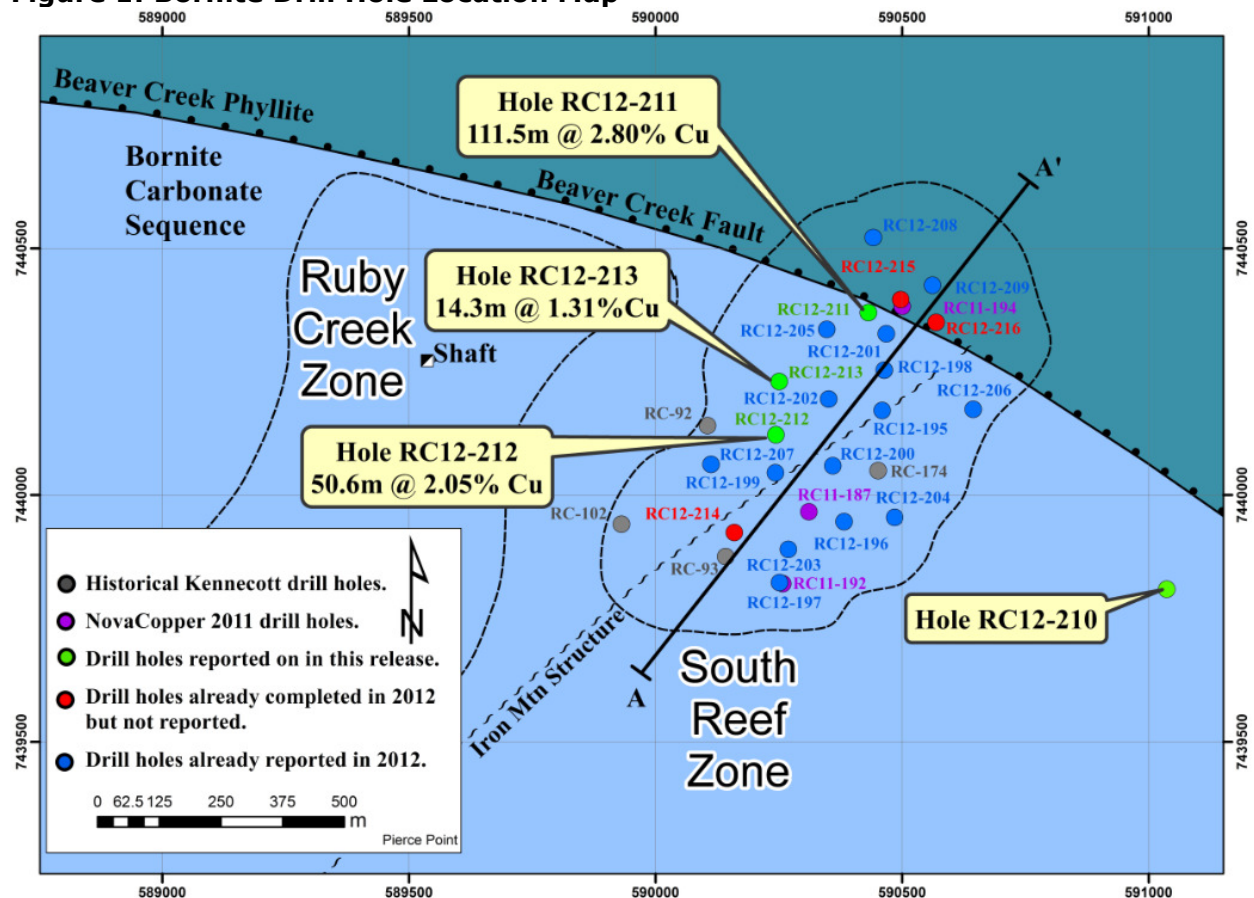 Figure 1: Bornite Drill Hole Location Map
589000
589500
590000
590500
591000
Beaver Creek Phyllite
Bornite
Carbonate
Sequence
Beaver Creek Fault
Hole RC12-211
111.5m @ 2.80% Cu
A'
7440500
7440500
RC12-208
RC12-215
RC12-209
RC11-194
RC12-216
Ruby
Creek
Zone
Shaft
Hole RC12-213
14.3m @ 1.31%Cu
RC12-211
RC12-205
RC12-201
RC12-213
RC12-198
RC12-202
RC12-206
RC-92
RC12-212
RC12-195
Hole RC12-212
50.6m @ 2.05% Cu
RC12-207
RC12-200
RC12-199
RC-174
7440000
7440000
RC11-187
RC12-204
RC-102
RC12-214
RC12-196
RC-93
RC12-203
RC11-192
RC12-197
Hole RC12-210
Iron Mtn Structure
A
South
Reef
Zone
7439500
7439500
N
Historical Kennecott drill holes.
NovaCopper 2011 drill holes.
Drill holes reported on in this release.
Drill holes already completed in 2012
but not reported.
Drill holes already reported in 2012.
0 62.5 125 250 375 500
m
Pierce Point
589000
589500
590000
590500
591000